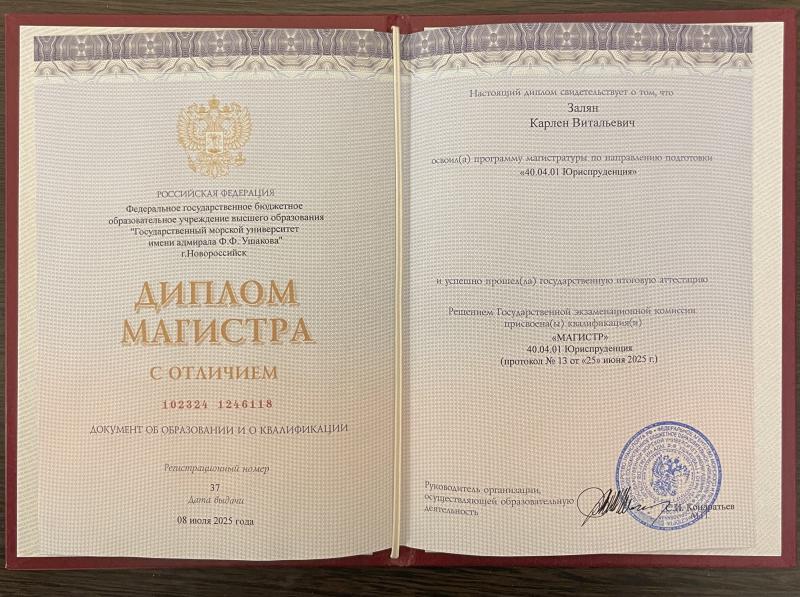 РОССИЙСКАЯ ФЕДЕРАЦИЯ
Федеральное государственное бюджетное
образовательное учреждение высшего образования
"Государственный морской университет
имени адмирала Ф.Ф. Ушакова"
г.Новороссийск
ДИПЛОМ
МАГИСТРА
С ОТЛИЧИЕМ
102324 1246118
ДОКУМЕНТ ОБ ОБРАЗОВАНИИ И О КВАЛИФИКАЦИИ
Регистрационный номер
37
Дата выдачи
08 июля 2025 года
Настоящий диплом свидетельствует о том, что
Залян
Карлен Витальевич
освоил(а) программу магистратуры по направлению подготовки
«40.04.01 Юриспруденция»
и успешно прошел(ла) государственную итоговую аттестацию
Решением Государственной экзаменационной комиссии
присвоена(ы) квалификация(и)
«МАГИСТР»
40.04.01 Юриспруденция
(протокол № 13 от «25» июня 2025 г.)
Руководитель организации,
осуществляющей образовательную
деятельность
С.И. Кондратьев
М.П.